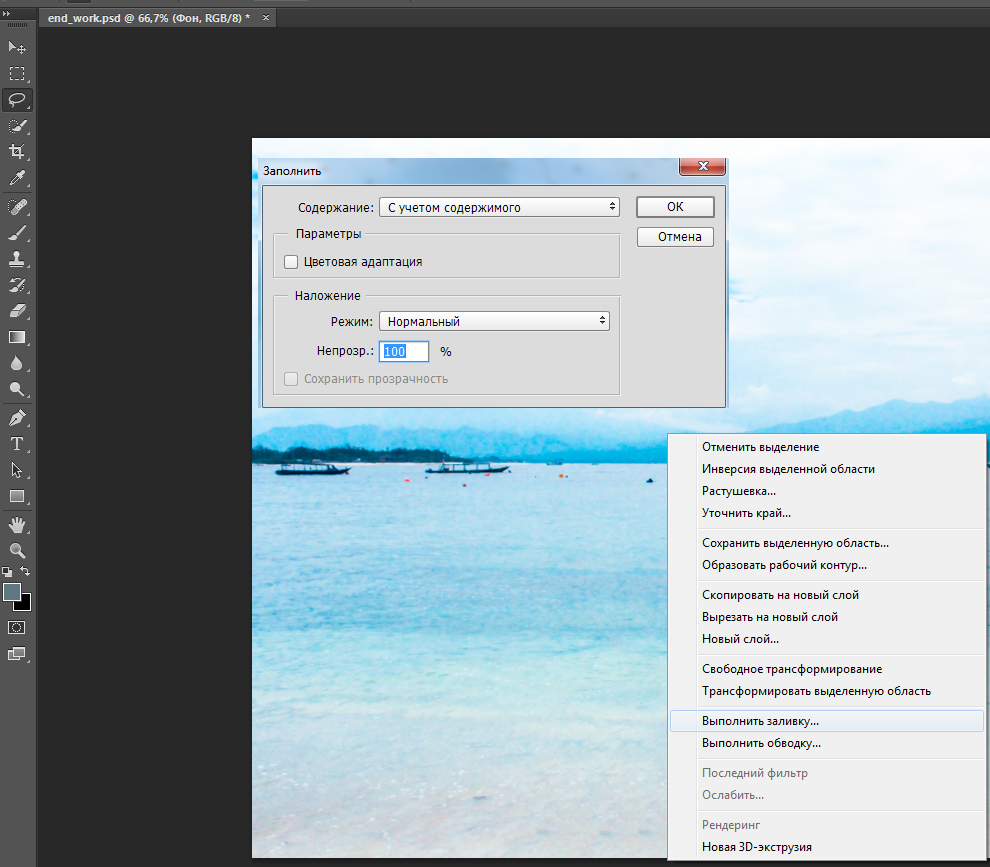 end_work.psd @ 66,7% (Фон, RGB/8) * ×
Заполнить
Содержание: С учетом содержимого
OK
Параметры
Отмена
Цветовая адаптация
Наложение
Режим: Нормальный
Непрозр.: 100 %
Сохранить прозрачность
Отменить выделение
Инверсия выделенной области
Растушевка...
Уточнить край...
Сохранить выделенную область...
Образовать рабочий контур...
Скопировать на новый слой
Вырезать на новый слой
Новый слой...
Свободное трансформирование
Трансформировать выделенную область
Выполнить заливку...
Выполнить обводку...
Последний фильтр
Ослабить...
Рендеринг
Новая 3D-экструзия